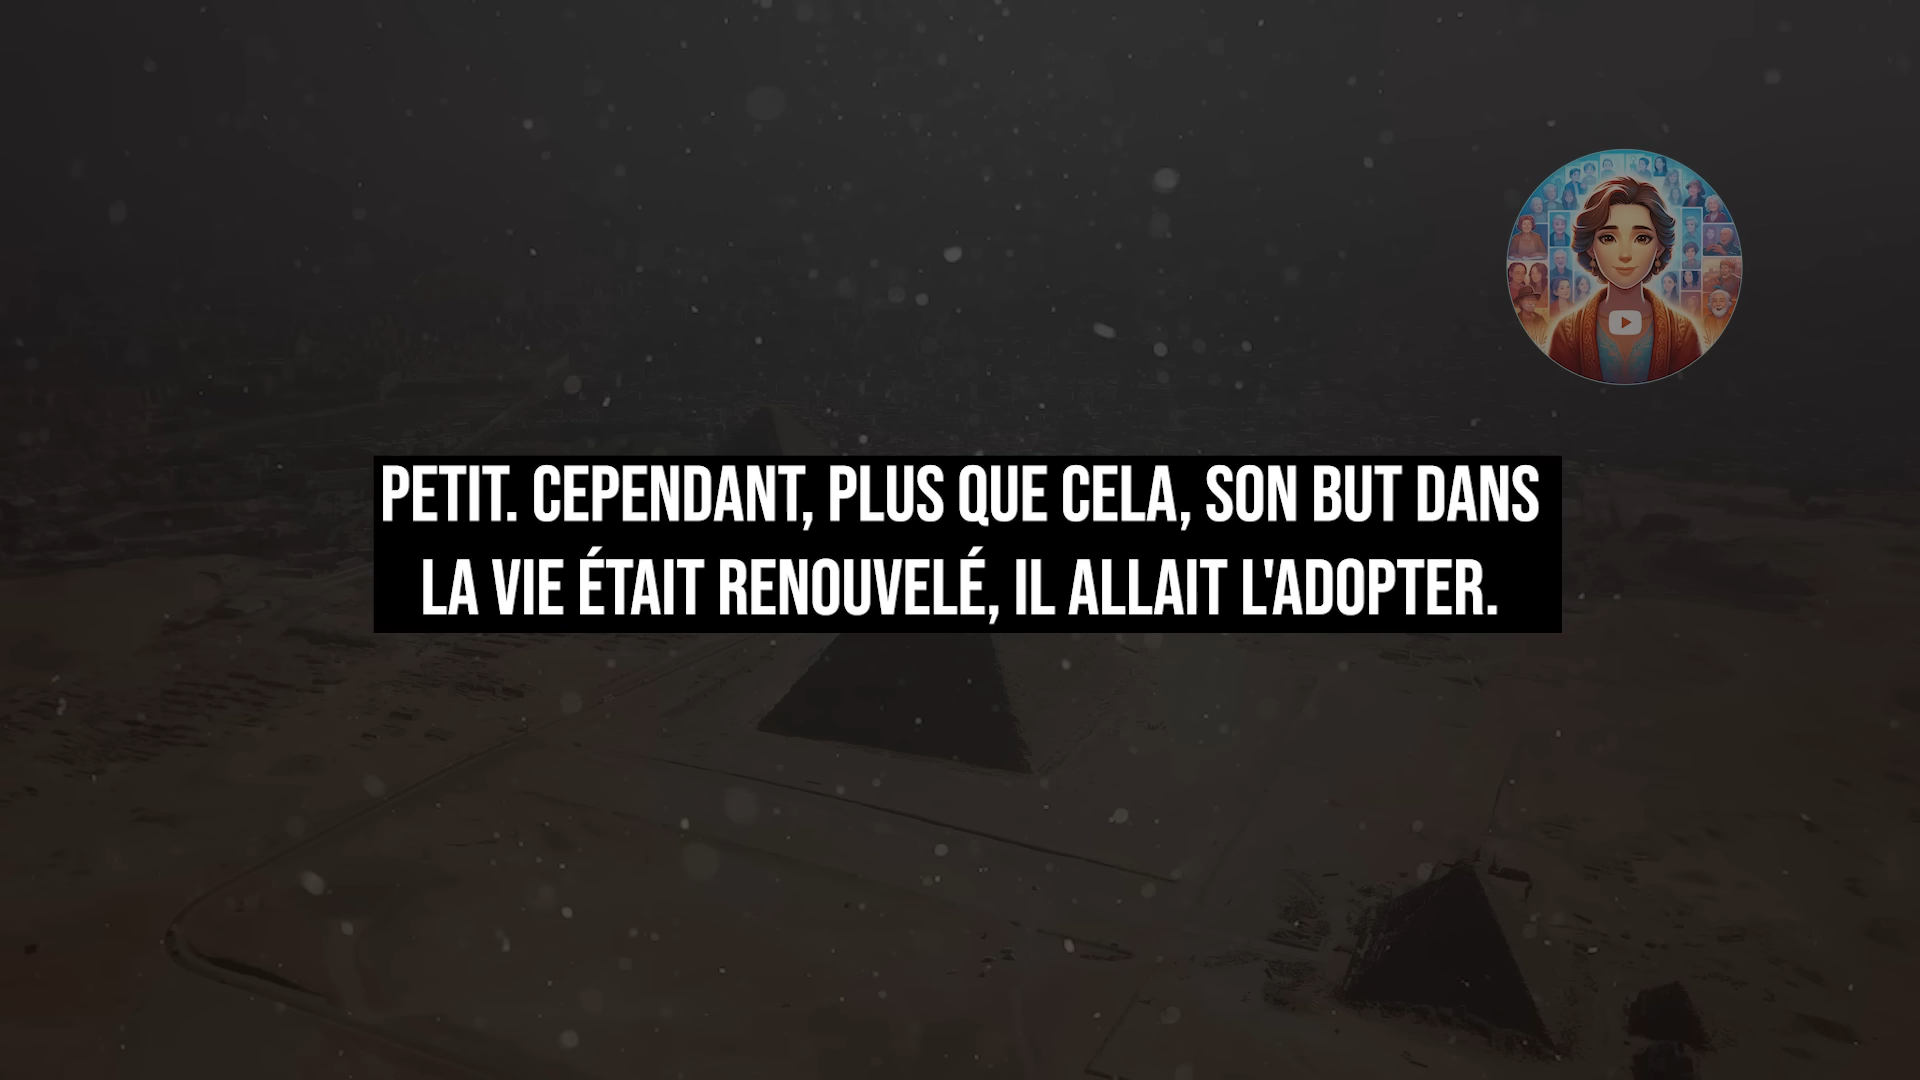 PETIT. CEPENDANT, PLUS QUE CELA, SON BUT DANS
LA VIE ÉTAIT RENOUVELÉ, IL ALLAIT L'ADOPTER.